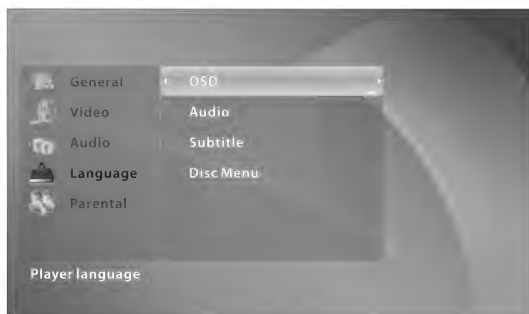 General
Video
Audio
Language
Parental
OSD
Audio
Subtitle
Disc Menu
Player language